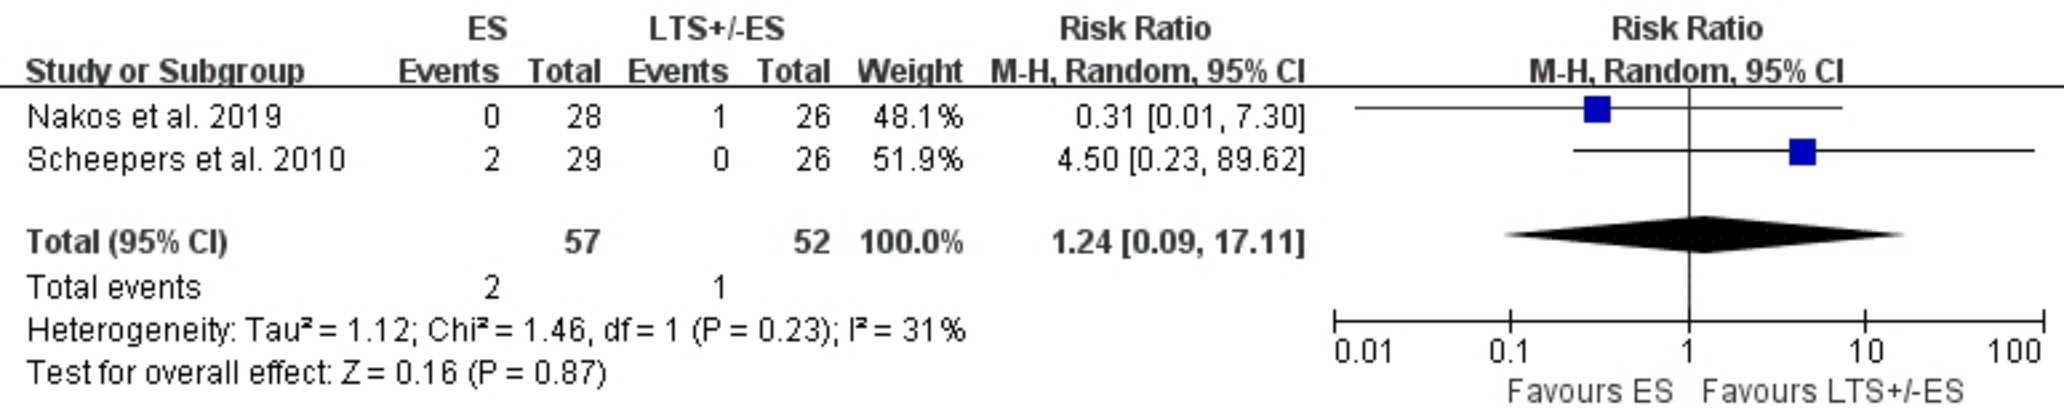 ES LTS+/-ES Risk Ratio Risk Ratio
Study or Subgroup Events Total Events Total Weight M-H, Random, 95% CI M-H, Random, 95% CI
Nakos et al. 2019 0 28 1 26 48.1% 0.31 [0.01, 7.30]
Scheepers et al. 2010 2 29 0 26 51.9% 4.50 [0.23, 89.62]
Total (95% CI) 57 52 100.0% 1.24 [0.09, 17.11]
Total events 2 1
Heterogeneity: Tau² = 1.12; Chi² = 1.46, df = 1 (P = 0.23); I² = 31%
Test for overall effect: Z = 0.16 (P = 0.87)
0.01 0.1 1 10 100
Favours ES Favours LTS+/-ES